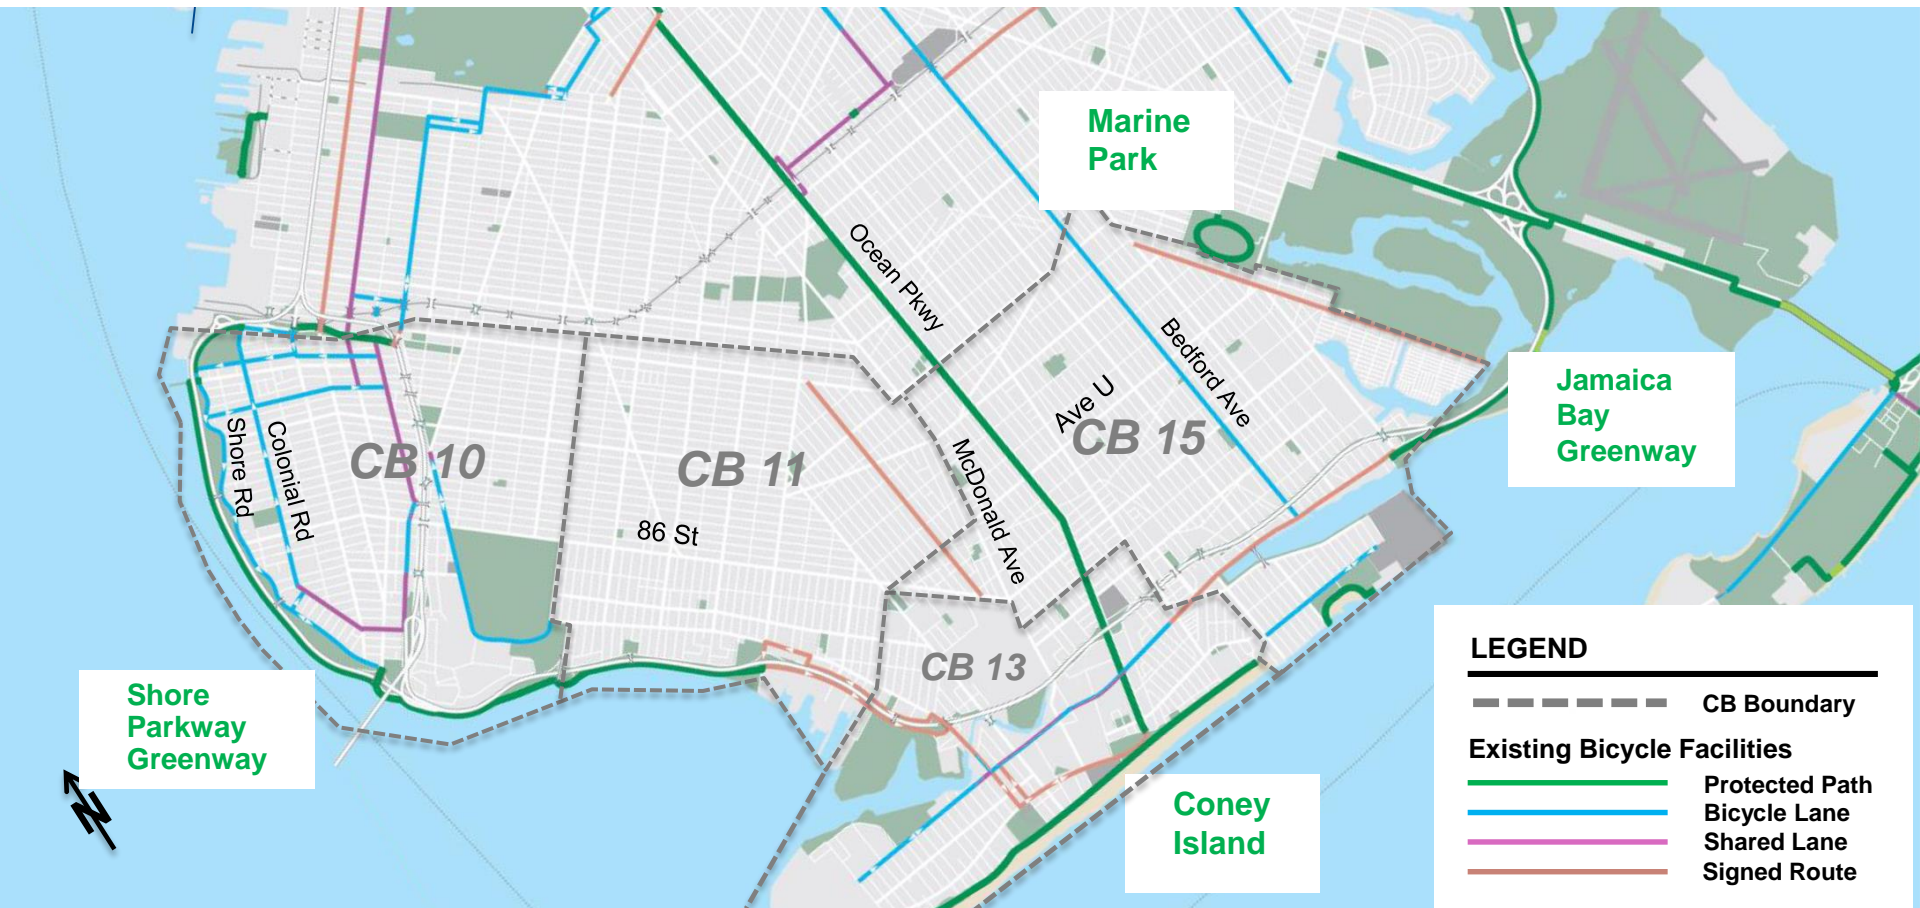 Marine
Park
Ocean Pkwy
Bedford Ave
Ave U
CB 15
Jamaica
Bay
Greenway
Shore Rd
Colonial Rd
CB 10
CB 11
McDonald Ave
86 St
CB 13
Shore
Parkway
Greenway
N
Coney
Island
LEGEND
CB Boundary
Existing Bicycle Facilities
Protected Path
Bicycle Lane
Shared Lane
Signed Route